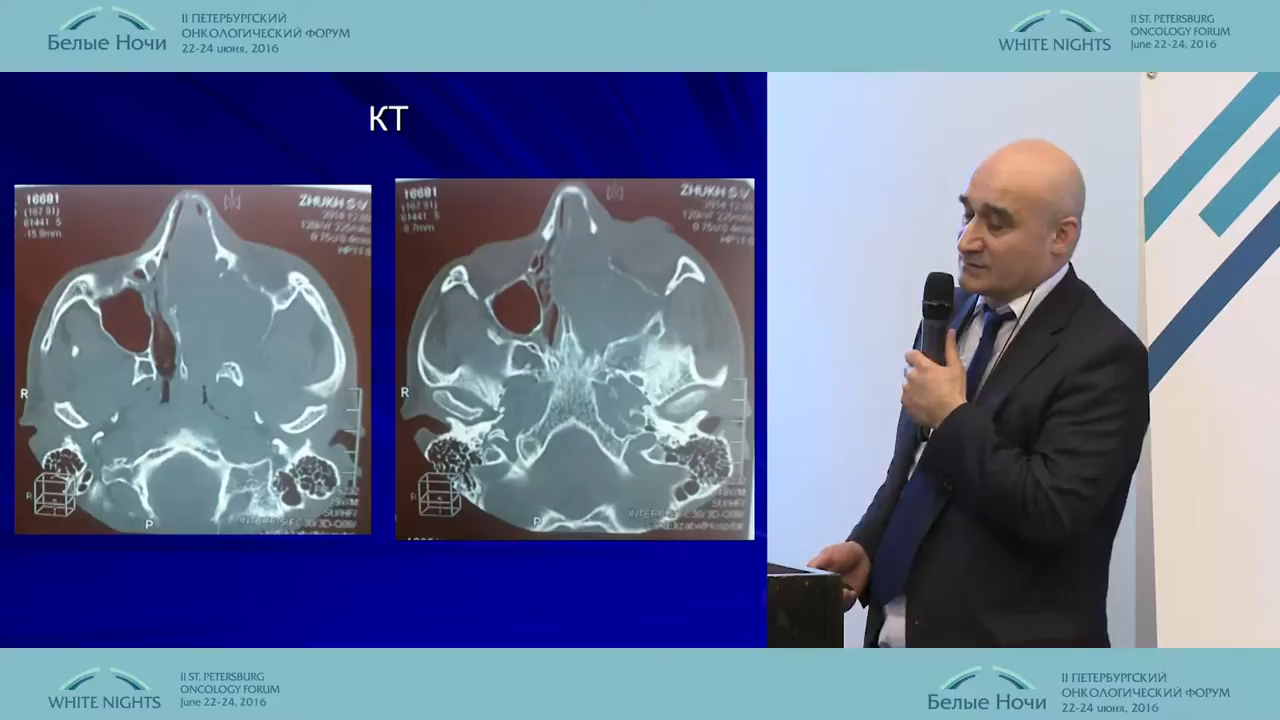 Белые Ночи
II ПЕТЕРБУРГСКИЙ
ОНКОЛОГИЧЕСКИЙ ФОРУМ
22-24 июня, 2016
WHITE NIGHTS
II ST. PETERSBURG
ONCOLOGY FORUM
June 22-24, 2016
КТ
16681
ZHUKH S.V
R
P
16681
ZHUKH S.V
R
P
WHITE NIGHTS
II ST. PETERSBURG
ONCOLOGY FORUM
June 22-24, 2016
Белые Ночи
II ПЕТЕРБУРГСКИЙ
ОНКОЛОГИЧЕСКИЙ ФОРУМ
22-24 июня, 2016